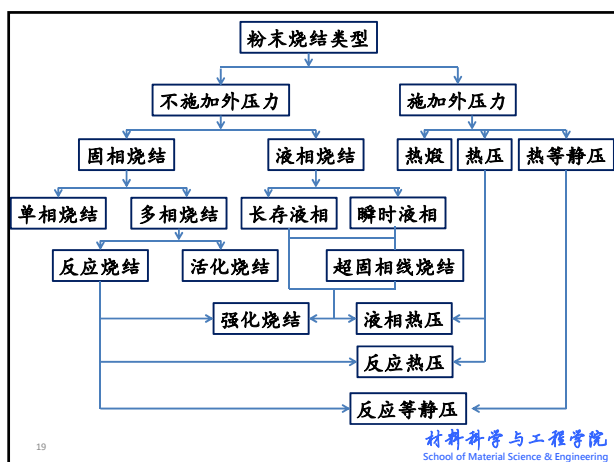 粉末烧结类型
不施加外压力
施加外压力
固相烧结
液相烧结
热煅
热压
热等静压
单相烧结
多相烧结
长存液相
瞬时液相
反应烧结
活化烧结
超固相线烧结
强化烧结
液相热压
反应热压
反应等静压
19
材料科学与工程学院
School of Material Science & Engineering